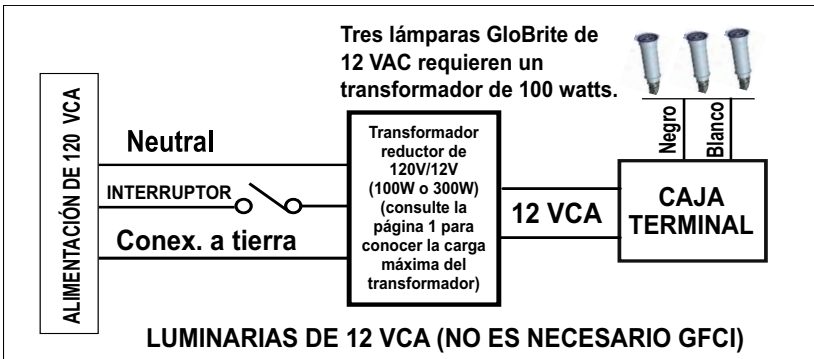 Tres lámparas GloBrite de
12 VAC requieren un
transformador de 100 watts.
ALIMENTACIÓN DE 120 VCA
Neutral
INTERRUPTOR
Conex. a tierra
Transformador
reductor de
120V/12V
(100W o 300W)
(consulte la
página 1 para
conocer la carga
máxima del
transformador)
12 VCA
Negro
Blanco
CAJA
TERMINAL
LUMINARIAS DE 12 VCA (NO ES NECESARIO GFCI)